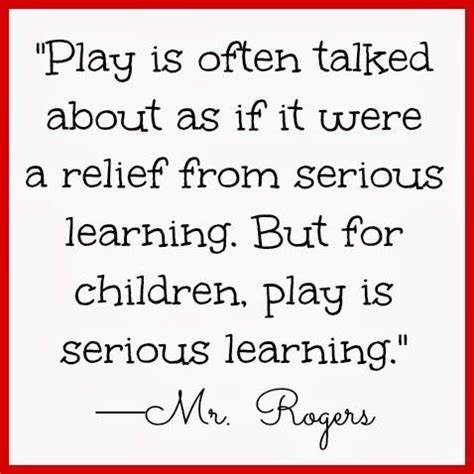 "Play is often talked
about as if it were
a relief from serious
learning. But for
children, play is
serious learning."
—Mr. Rogers